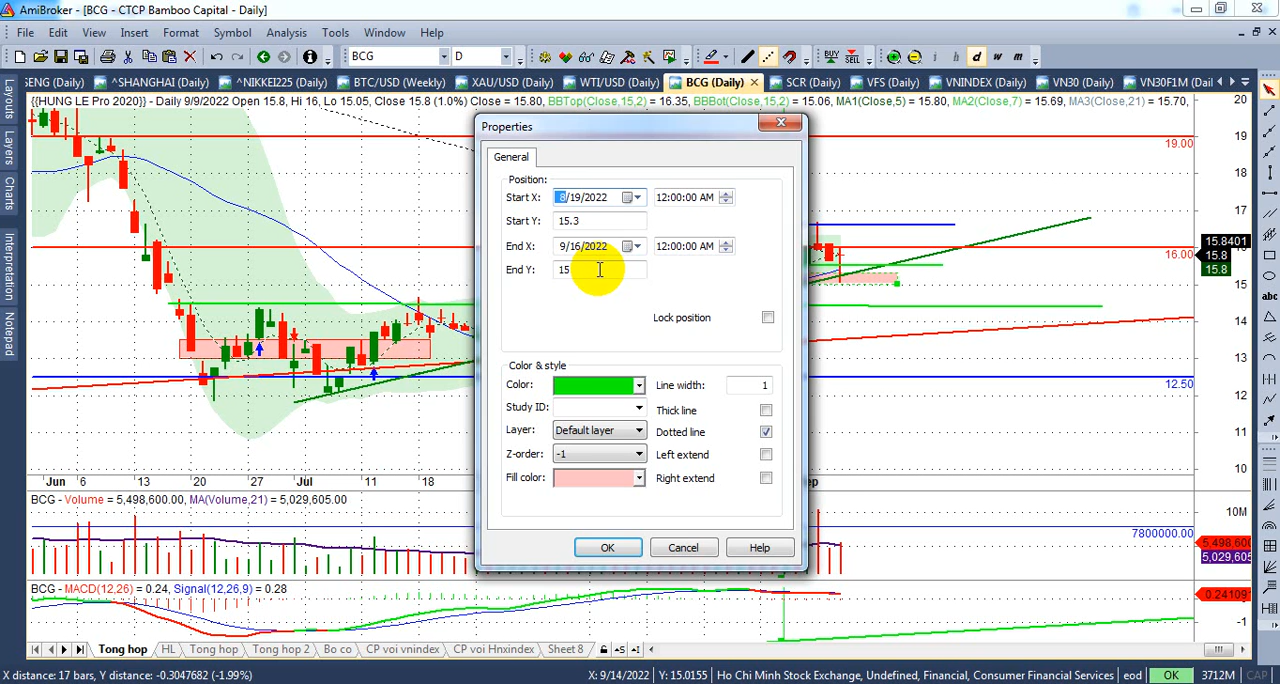 AmiBroker - [BCG - CTCP Bamboo Capital - Daily]
File Edit View Insert Format Symbol Analysis Tools Window Help
BCG D BUY SELL i h d w m
ENG (Daily) ^SHANGHAI (Daily) ^NIKKEI225 (Daily) BTC/USD (Weekly) XAU/USD (Daily) WTI/USD (Daily) BCG (Daily) SCR (Daily) VFS (Daily) VNINDEX (Daily) VN30 (Daily) VN30F1M (Dai
{{HUNG LE Pro 2020}} - Daily 9/9/2022 Open 15.8, Hi 16, Lo 15.05, Close 15.8 (1.0%) Close = 15.80, BBTop(Close,15,2) = 16.35, BBBot(Close,15,2) = 15.06, MA1(Close,5) = 15.80, MA2(Close,7) = 15.69, MA3(Close,21) = 15.70,
Layouts
Layers
Charts
Interpretation
Notepad
Properties
General
Position:
Start X: 8/19/2022 12:00:00 AM
Start Y: 15.3
End X: 9/16/2022 12:00:00 AM
End Y: 15
Lock position
Color & style
Color: Line width: 1
Study ID: Thick line
Layer: Default layer Dotted line
Z-order: -1 Left extend
Fill color: Right extend
OK Cancel Help
20
19
19.00
18
17
15.8401
15.8
15.8
16.00
15
14
13
12.50
12
11
10
abc
Jun 6 13 20 27 Jul 11 18 ep
BCG - Volume = 5,498,600.00, MA(Volume,21) = 5,029,605.00
10M
7800000.00
5,498,600
5,029,605
BCG - MACD(12,26) = 0.24, Signal(12,26,9) = 0.28
0.241091
-1
Tong hop HL Tong hop Tong hop 2 Bo co CP voi vnindex CP voi Hnxindex Sheet 8
X distance: 17 bars, Y distance: -0.3047682 (-1.99%) X: 9/14/2022 Y: 15.0155 Ho Chi Minh Stock Exchange, Undefined, Financial, Consumer Financial Services eod OK 3712M CAP